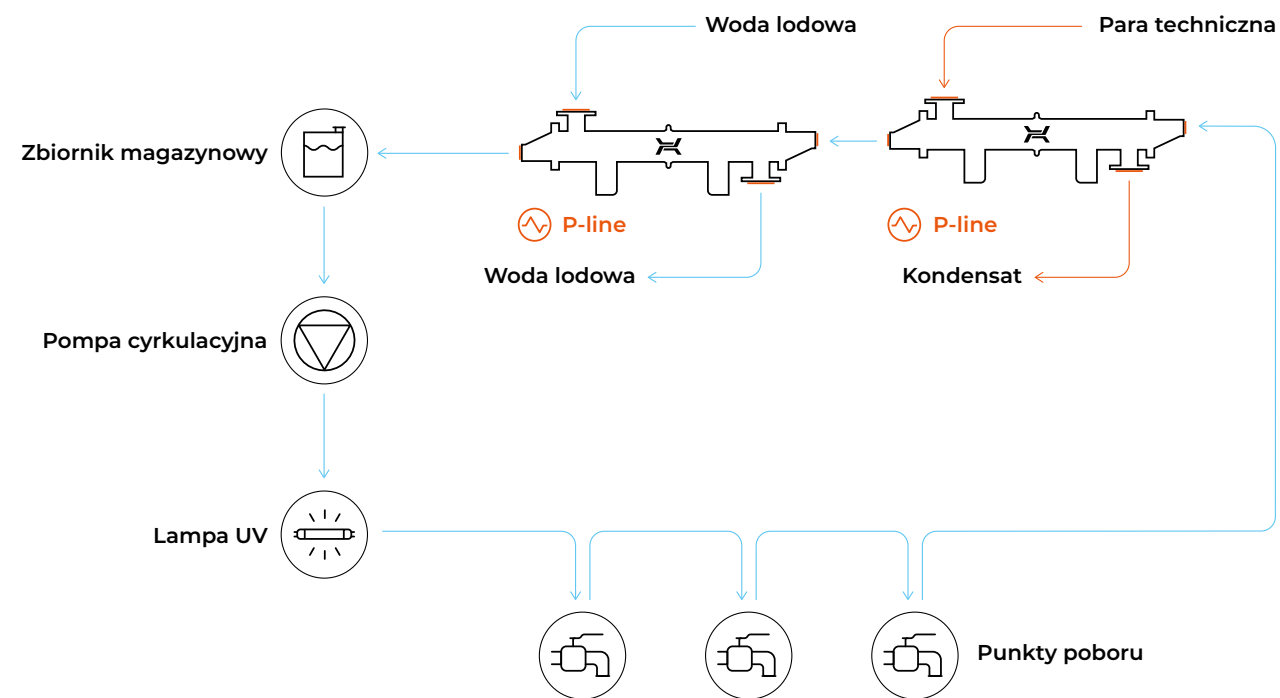 Woda lodowa
Para techniczna
Zbiornik magazynowy
P-line
P-line
Woda lodowa
Kondensat
Pompa cyrkulacyjna
Lampa UV
Punkty poboru